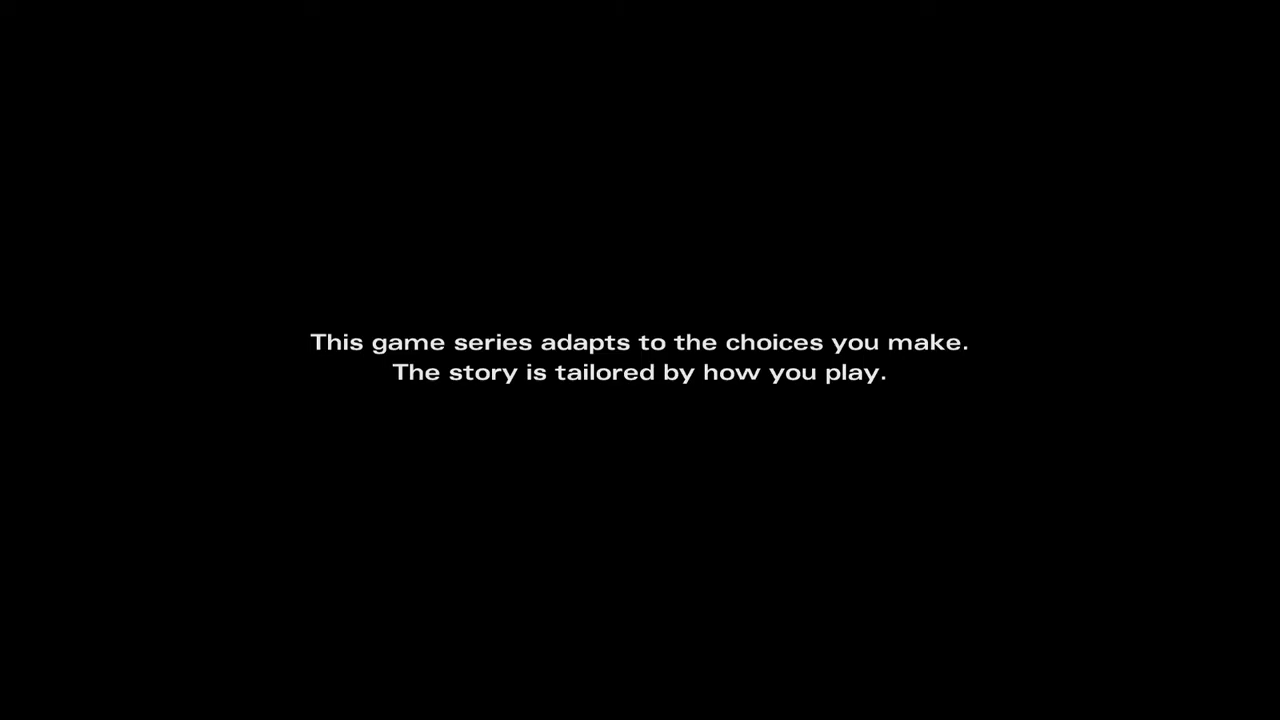 This game series adapts to the choices you make.
The story is tailored by how you play.